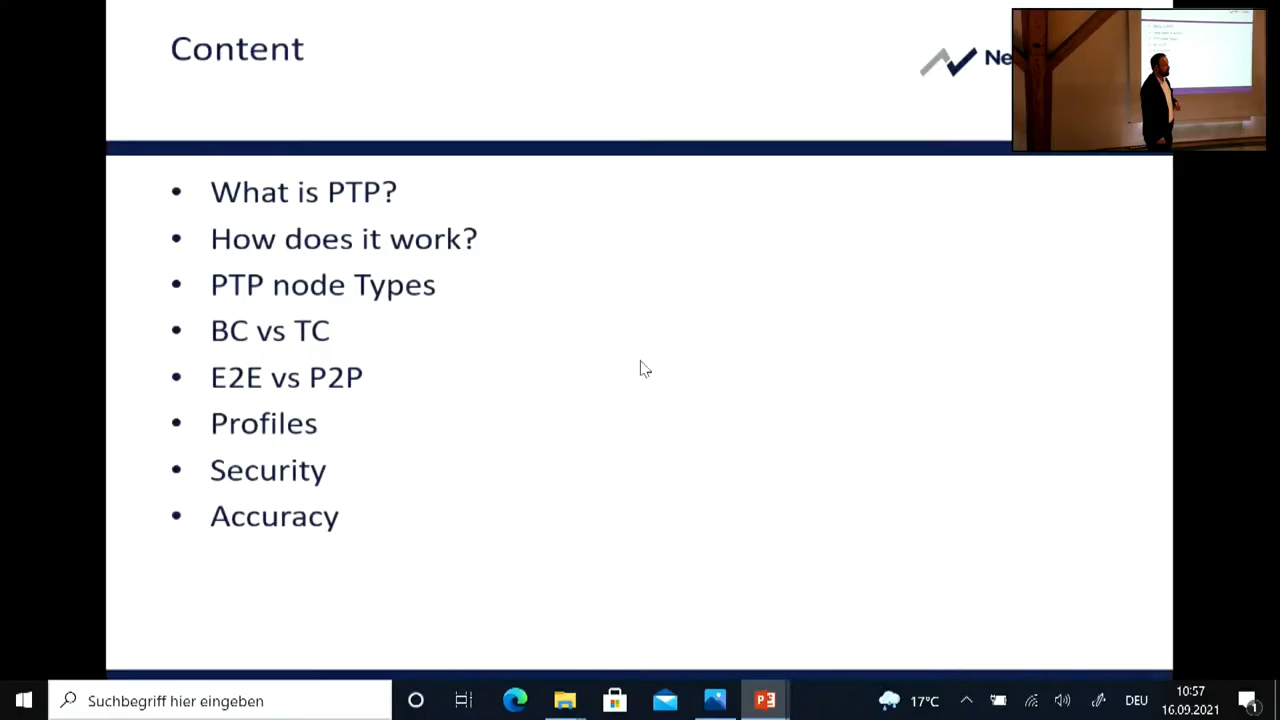 Content
Ne
• What is PTP?
• How does it work?
• PTP node Types
• BC vs TC
• E2E vs P2P
• Profiles
• Security
• Accuracy
Suchbegriff hier eingeben
17°C
DEU
10:57
16.09.2021
1